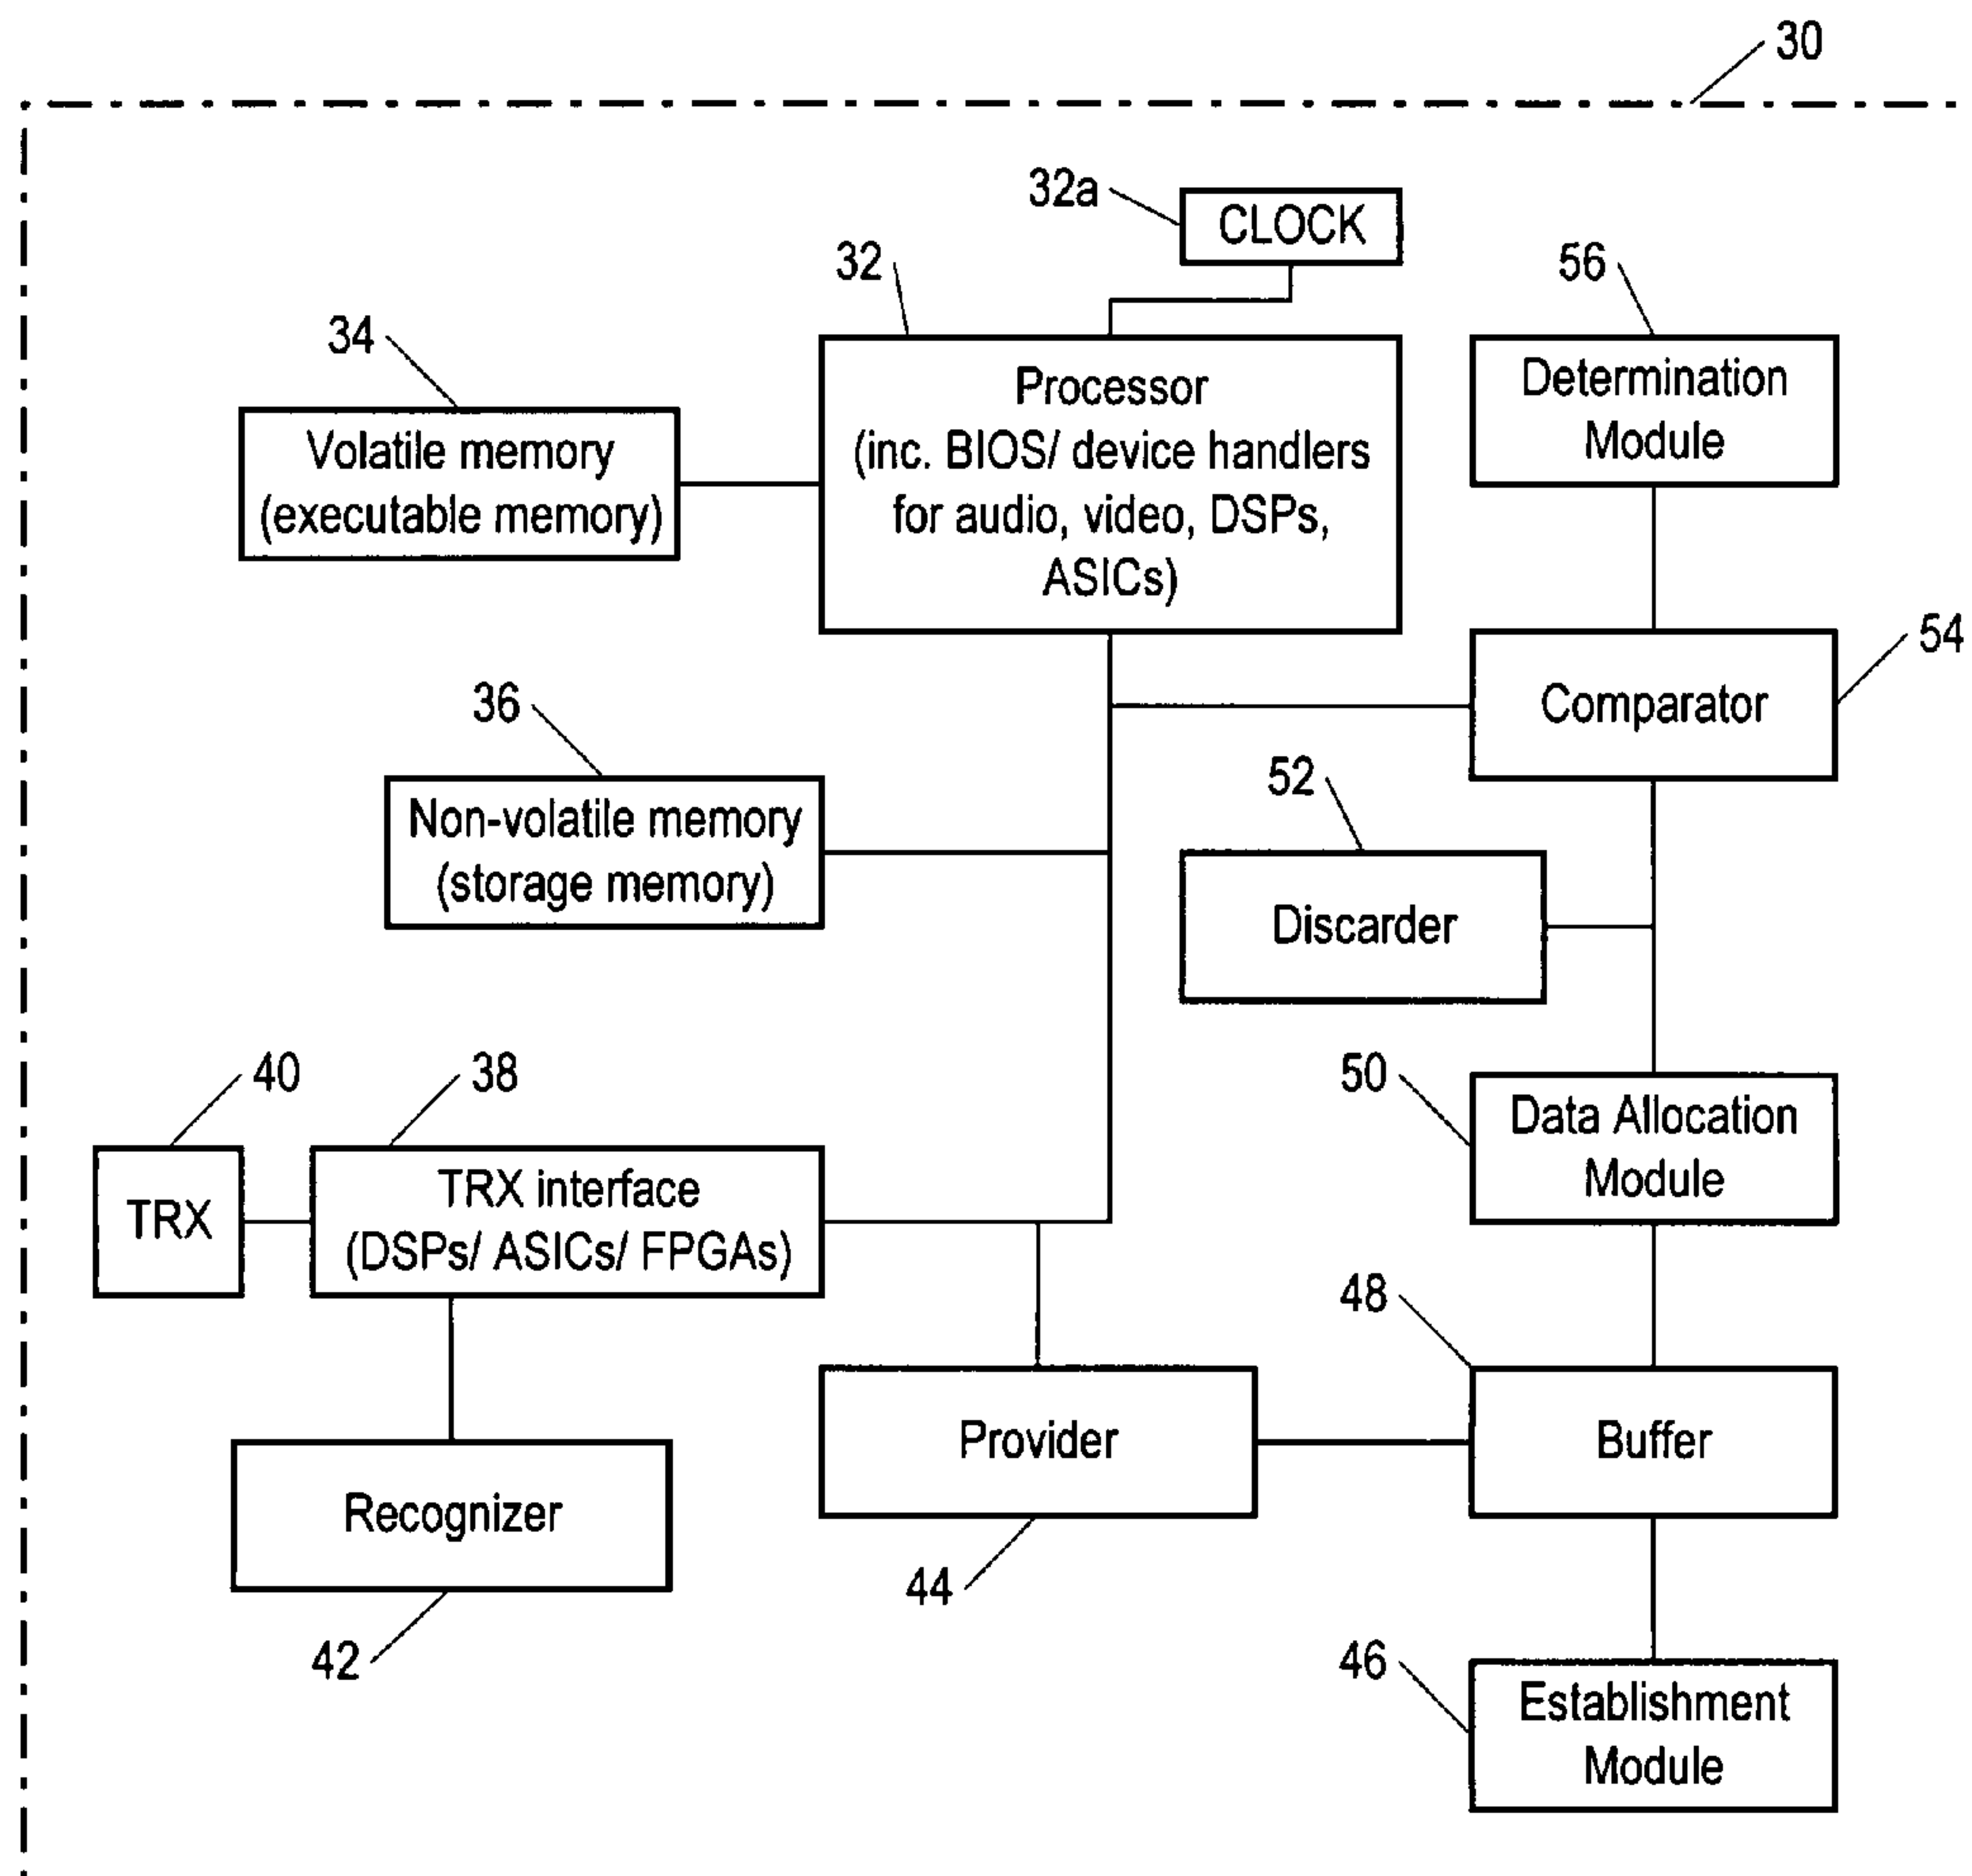 30
32a
CLOCK
32
56
34
Processor
(inc. BIOS/ device handlers
for audio, video, DSPs,
ASICs)
Determination
Module
Volatile memory
(executable memory)
54
Comparator
36
52
Non-volatile memory
(storage memory)
Discarder
40
38
50
Data Allocation
Module
TRX
TRX interface
(DSPs/ ASICs/ FPGAs)
48
Provider
Buffer
Recognizer
44
42
46
Establishment
Module